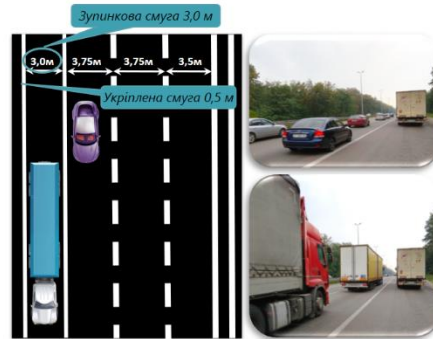 Зупинкова смуга 3,0 м
3,0м 3,75м 3,75м 3,5м
Укріплена смуга 0,5 м